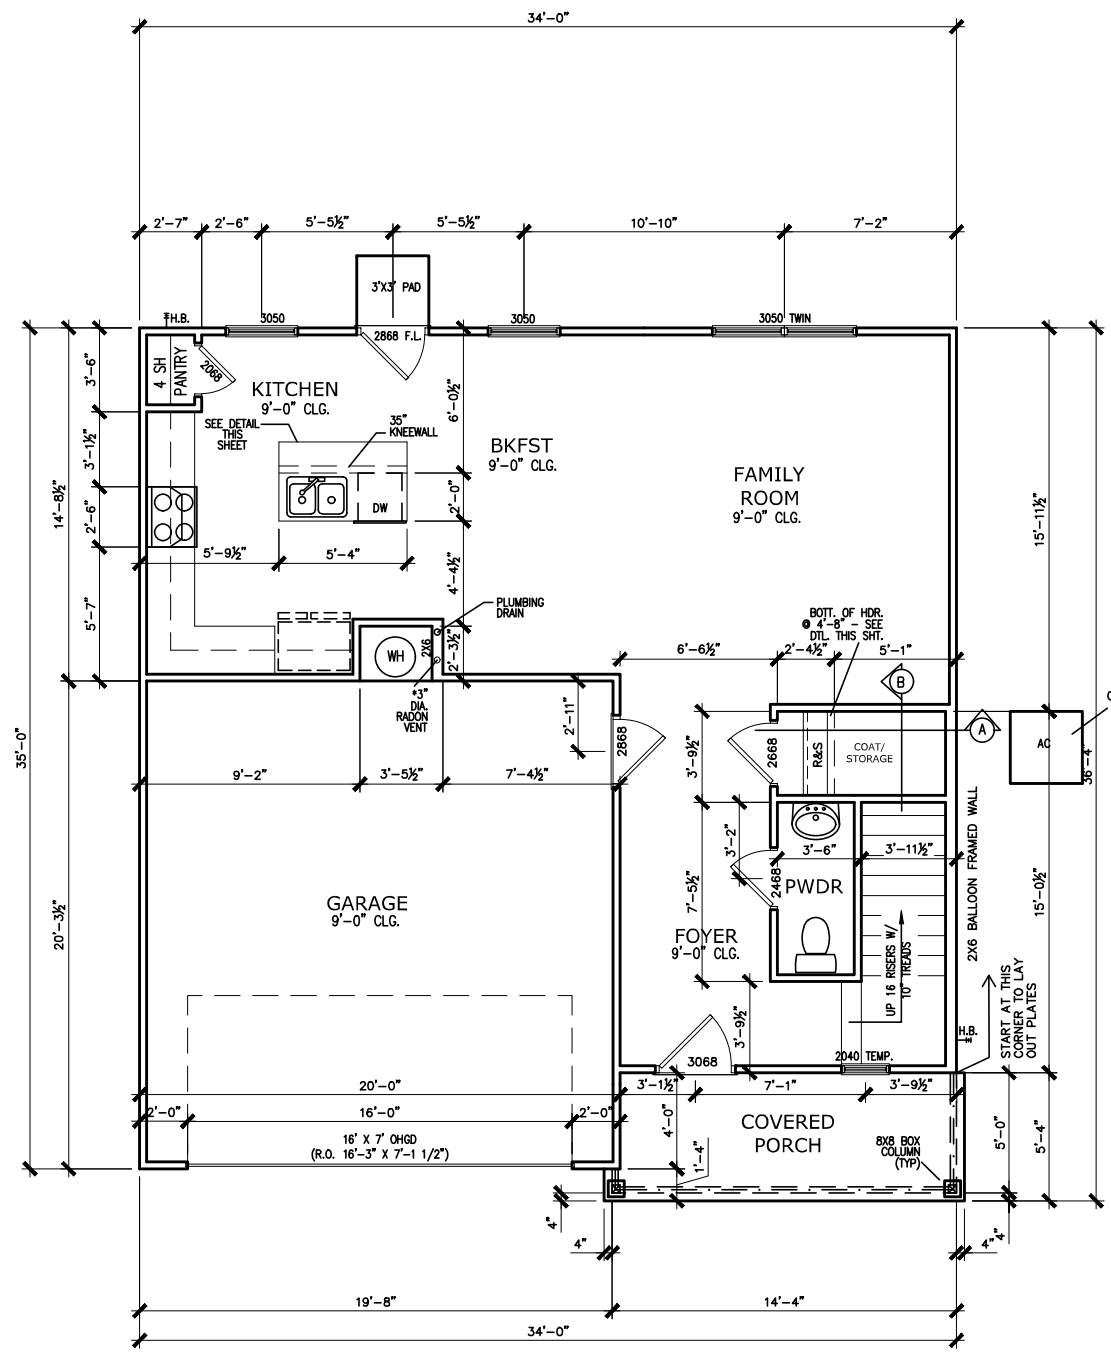 34'-0"
2'-7"
2'-6"
5'-5½"
5'-5½"
10'-10"
7'-2"
3'X3' PAD
H.B.
3050
2868 F.L.
3050
3050 TWIN
4 SH
PANTRY
2068
3'-6"
KITCHEN
9'-0" CLG.
6'-0½"
SEE DETAIL
THIS
SHEET
35"
KNEEWALL
BKFST
9'-0" CLG.
FAMILY
ROOM
9'-0" CLG.
3'-1½"
14'-8½"
2'-6"
DW
2'-0"
15'-11½"
5'-9½"
5'-4"
4'-4½"
5'-7"
PLUMBING
DRAIN
BOTT. OF HDR.
@ 4'-8" - SEE
DTL. THIS SHT.
WH
2X6
2'-3½"
6'-6½"
2'-4½"
5'-1"
B
*3"
DIA.
RADON
VENT
2'-11"
2868
35'-0"
3'-9½"
2668
R&S
COAT/
STORAGE
A
AC
36'-4"
9'-2"
3'-5½"
7'-4½"
2X6 BALLOON FRAMED WALL
3'-2"
3'-6"
3'-11½"
7'-5½"
2468
PWDR
15'-0½"
GARAGE
9'-0" CLG.
20'-3½"
FOYER
9'-0" CLG.
UP 16 RISERS W/
10" TREADS
START AT THIS
CORNER TO LAY
OUT PLATES
3'-9½"
H.B.
3068
2040 TEMP.
20'-0"
3'-1½"
7'-1"
3'-9½"
2'-0"
16'-0"
2'-0"
4'-0"
COVERED
PORCH
5'-0"
5'-4"
16' X 7' OHGD
(R.O. 16'-3" X 7'-1 1/2")
1'-4"
8X8 BOX
COLUMN
(TYP)
4"
4"
4"
4"
19'-8"
14'-4"
34'-0"